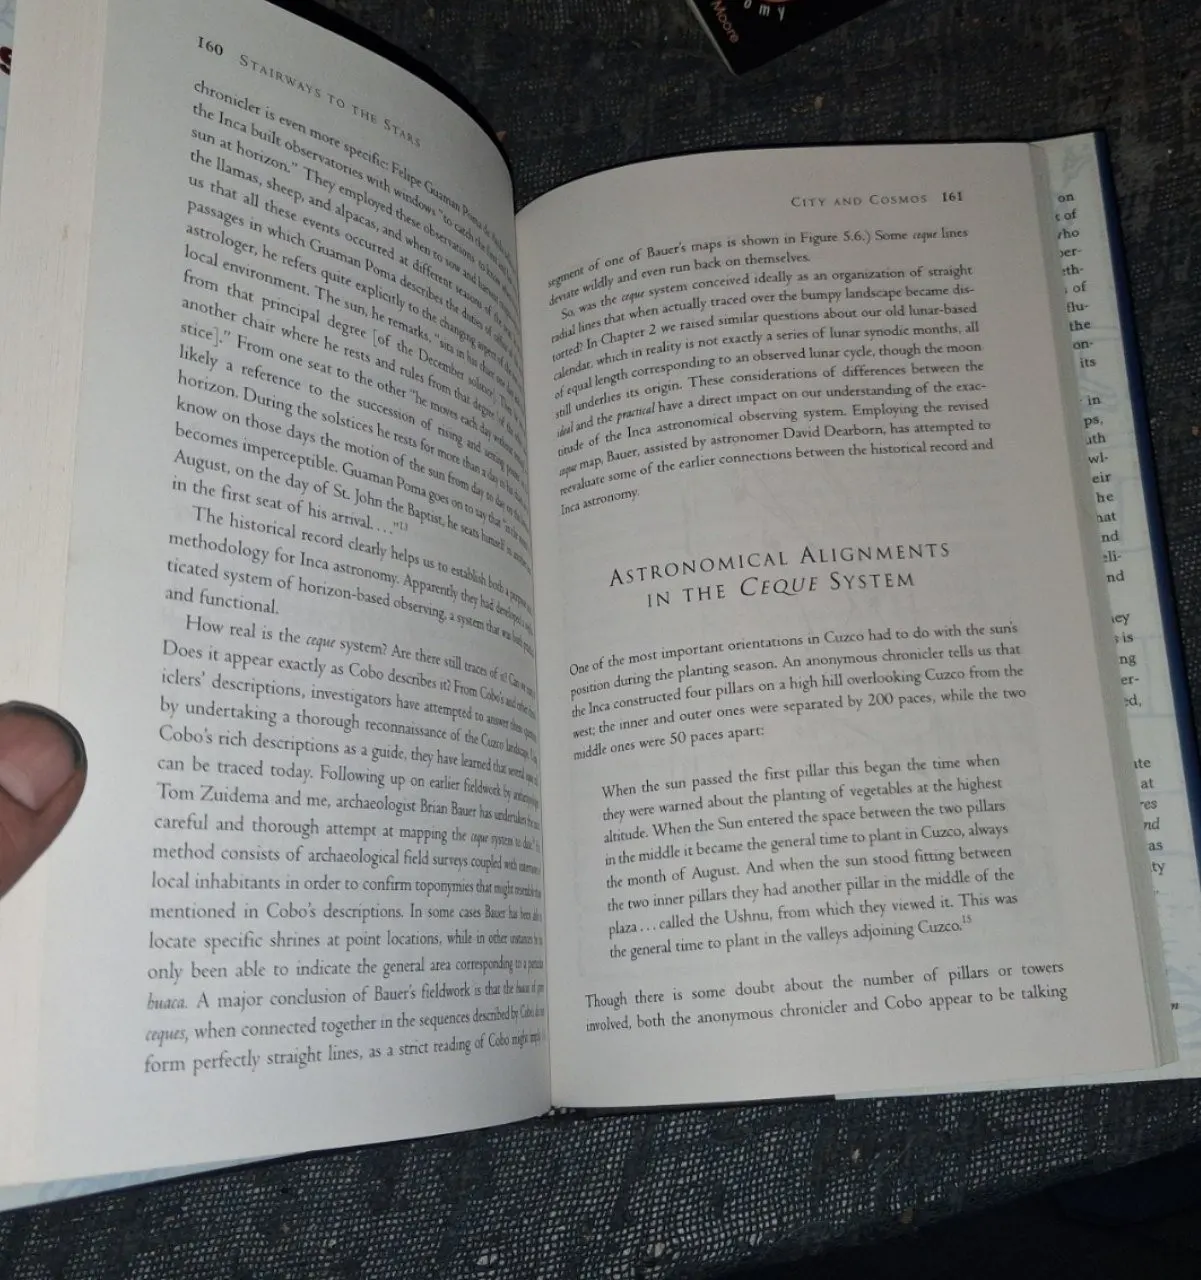 160 STAIRWAYS TO THE STARS
chronicler is even more specific: Felipe Guaman Poma de
the Inca built observatories with windows "to catch the
sun at horizon." They employed these observations to know
the llamas, sheep, and alpacas, and when to sow and harvest
us that all these events occurred at different seasons of the
passages in which Guaman Poma describes the duties of
astrologer, he refers quite explicitly to the changing aspect of
local environment. The sun, he remarks, "sits in his chair one
from that principal degree [of the December solstice].
another chair where he rests and rules from that degree
stice]." From one seat to the other "he moves each day without
likely a reference to the succession of rising and setting
horizon. During the solstices he rests for more than a day
know on those days the motion of the sun from day to day
becomes imperceptible. Guaman Poma goes on to say that
August, on the day of St. John the Baptist, he seats himself
in the first seat of his arrival. . . ."13
The historical record clearly helps us to establish both a purpose
methodology for Inca astronomy. Apparently they had developed a
ticated system of horizon-based observing, a system that was both
and functional.
How real is the ceque system? Are there still traces of it?
Does it appear exactly as Cobo describes it? From Cobo's and other
iclers' descriptions, investigators have attempted to answer these
by undertaking a thorough reconnaissance of the Cuzco landscape.
Cobo's rich descriptions as a guide, they have learned that several
can be traced today. Following up on earlier fieldwork by
Tom Zuidema and me, archaeologist Brian Bauer has undertaken
careful and thorough attempt at mapping the ceque system to date.
method consists of archaeological field surveys coupled with
local inhabitants in order to confirm toponymies that might
mentioned in Cobo's descriptions. In some cases Bauer has been
locate specific shrines at point locations, while in other instances
only been able to indicate the general area corresponding to a
huaca. A major conclusion of Bauer's fieldwork is that the
ceques, when connected together in the sequences described by Cobo,
form perfectly straight lines, as a strict reading of Cobo might
CITY AND COSMOS 161
segment of one of Bauer's maps is shown in Figure 5.6.) Some ceque lines
deviate wildly and even run back on themselves.
So, was the ceque system conceived ideally as an organization of straight
radial lines that when actually traced over the bumpy landscape became dis-
torted? In Chapter 2 we raised similar questions about our old lunar-based
calendar, which in reality is not exactly a series of lunar synodic months, all
of equal length corresponding to an observed lunar cycle, though the moon
still underlies its origin. These considerations of differences between the
ideal and the practical have a direct impact on our understanding of the exac-
titude of the Inca astronomical observing system. Employing the revised
ceque map, Bauer, assisted by astronomer David Dearborn, has attempted to
reevaluate some of the earlier connections between the historical record and
Inca astronomy.
ASTRONOMICAL ALIGNMENTS
IN THE CEQUE SYSTEM
One of the most important orientations in Cuzco had to do with the sun's
position during the planting season. An anonymous chronicler tells us that
the Inca constructed four pillars on a high hill overlooking Cuzco from the
west; the inner and outer ones were separated by 200 paces, while the two
middle ones were 50 paces apart:
When the sun passed the first pillar this began the time when
they were warned about the planting of vegetables at the highest
altitude. When the Sun entered the space between the two pillars
in the middle it became the general time to plant in Cuzco, always
the month of August. And when the sun stood fitting between
the two inner pillars they had another pillar in the middle of the
plaza . . . called the Ushnu, from which they viewed it. This was
the general time to plant in the valleys adjoining Cuzco.15
Though there is some doubt about the number of pillars or towers
involved, both the anonymous chronicler and Cobo appear to be talking
Moore
omy